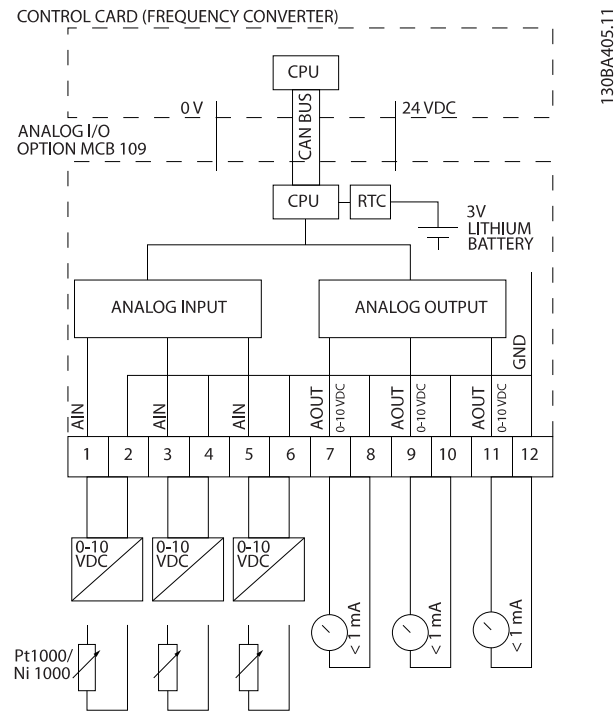 CONTROL CARD (FREQUENCY CONVERTER)
130BA405.11
CPU
0 V
CAN BUS
24 VDC
ANALOG I/O
OPTION MCB 109
CPU
RTC
3V
LITHIUM
BATTERY
ANALOG INPUT
ANALOG OUTPUT
GND
AIN
AIN
AIN
AOUT
0-10 VDC
AOUT
0-10 VDC
AOUT
0-10 VDC
1 2 3 4 5 6 7 8 9 10 11 12
0-10
VDC
0-10
VDC
0-10
VDC
< 1 mA
< 1 mA
< 1 mA
Pt1000/
Ni 1000